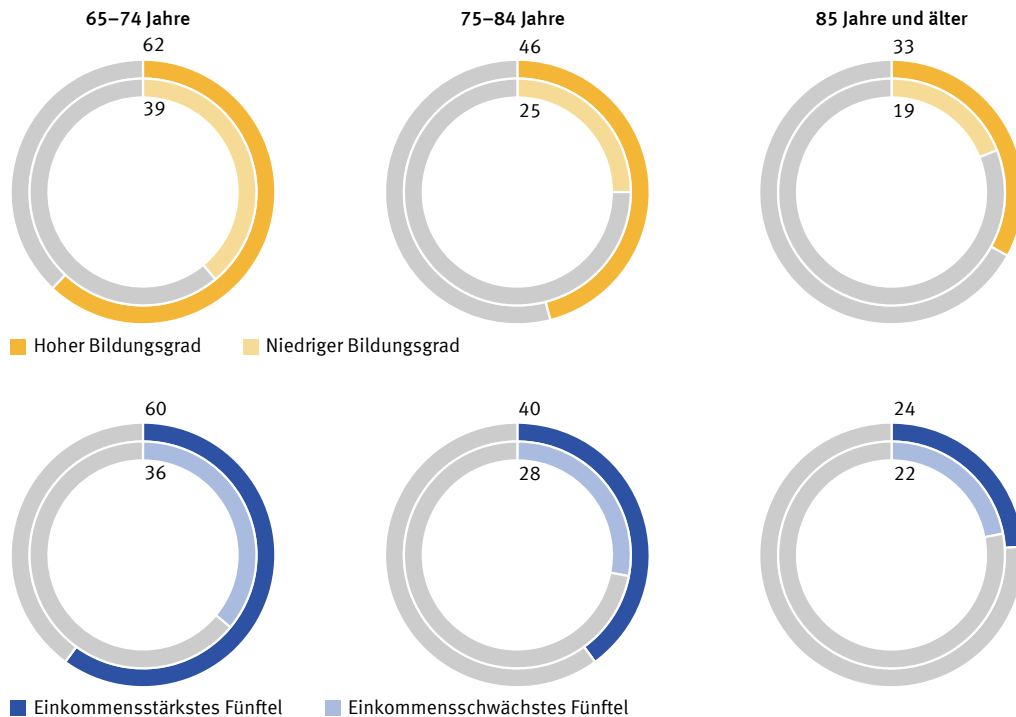 65–74 Jahre
75–84 Jahre
85 Jahre und älter
62
46
33
39
25
19
Hoher Bildungsgrad
Niedriger Bildungsgrad
60
40
24
36
28
22
Einkommensstärkstes Fünftel
Einkommensschwächstes Fünftel